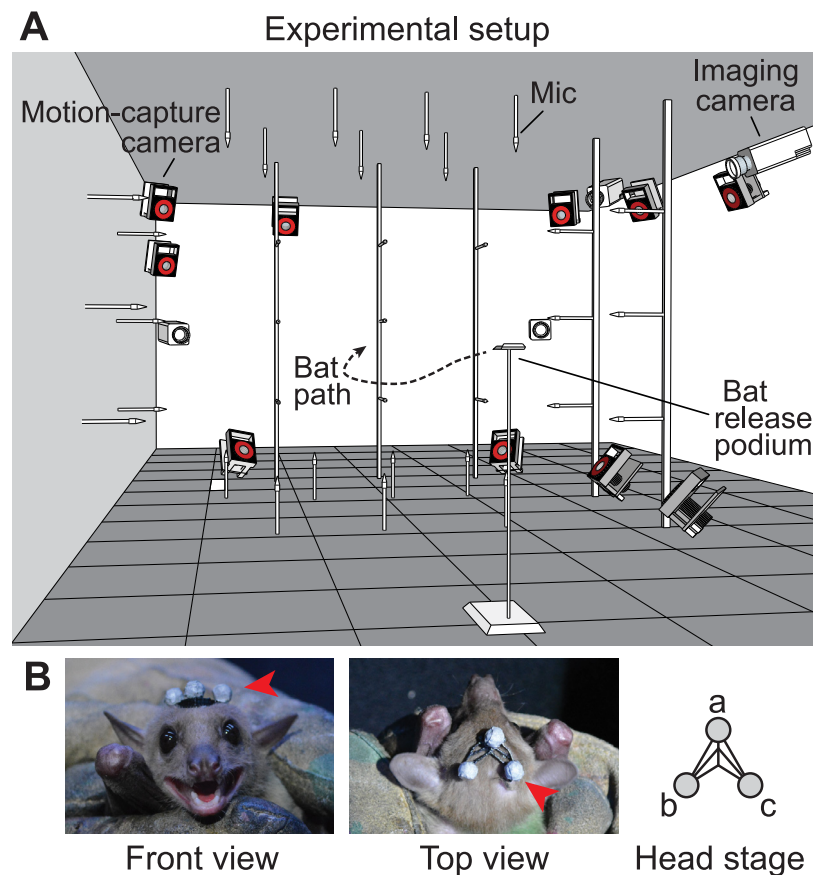 A
Experimental setup
Motion-capture
camera
Mic
Imaging
camera
Bat
path
Bat
release
podium
B
a
b
c
Front view
Top view
Head stage